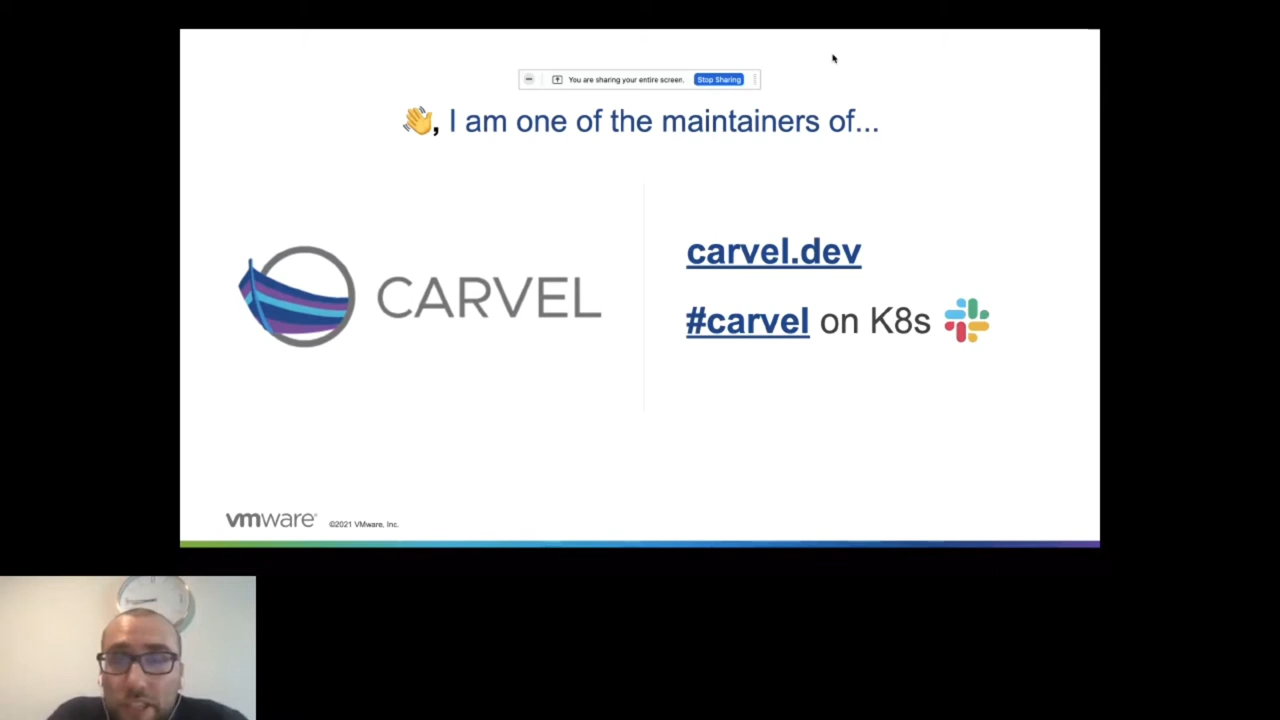 You are sharing your entire screen. Stop Sharing
👋, I am one of the maintainers of...
CARVEL
carvel.dev
#carvel on K8s
vmware® ©2021 VMware, Inc.